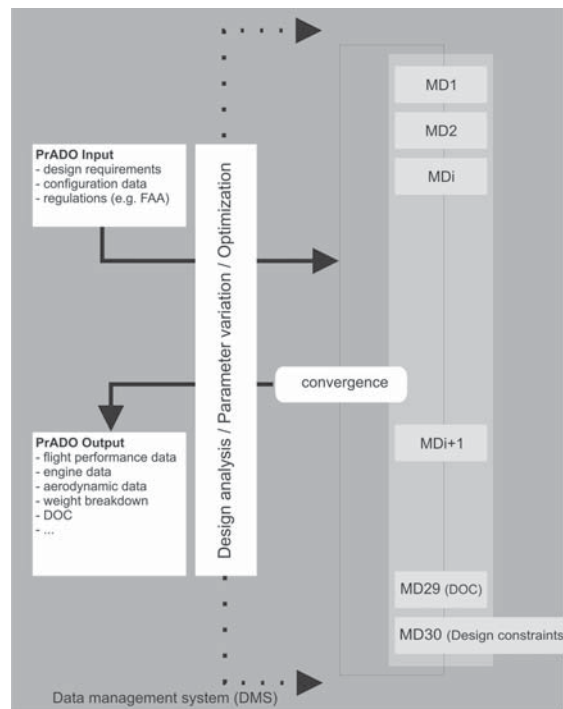 MD1
MD2
MDi
PrADO Input
- design requirements
- configuration data
- regulations (e.g. FAA)
Design analysis / Parameter variation / Optimization
convergence
PrADO Output
- flight performance data
- engine data
- aerodynamic data
- weight breakdown
- DOC
- ...
MDi+1
MD29 (DOC)
MD30 (Design constraints
Data management system (DMS)